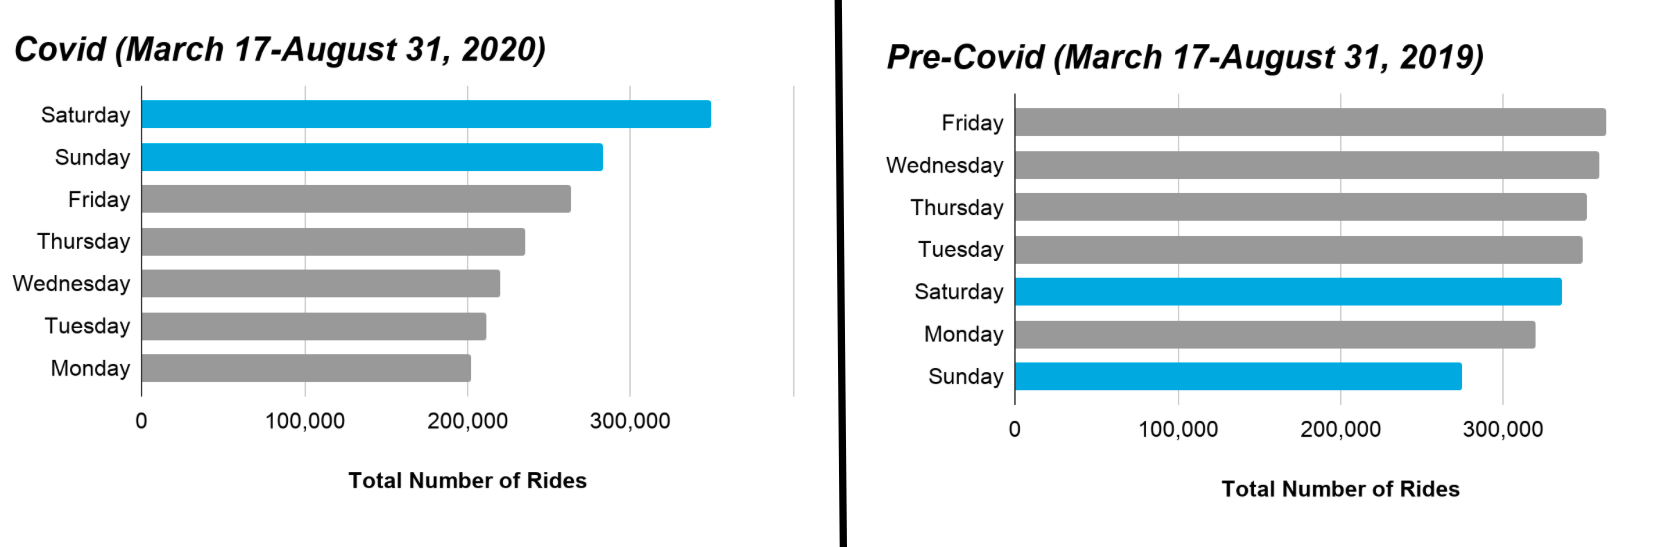 Covid (March 17-August 31, 2020)
Saturday
Sunday
Friday
Thursday
Wednesday
Tuesday
Monday
0 100,000 200,000 300,000
Total Number of Rides
Pre-Covid (March 17-August 31, 2019)
Friday
Wednesday
Thursday
Tuesday
Saturday
Monday
Sunday
0 100,000 200,000 300,000
Total Number of Rides